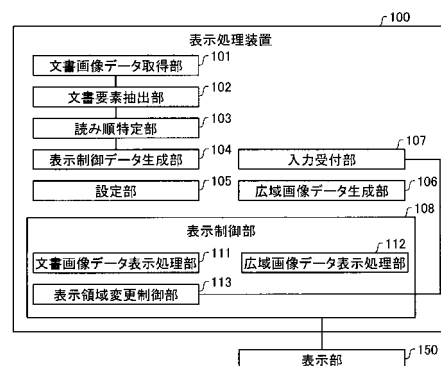 100
表示処理装置
文書画像データ取得部
101
文書要素抽出部
102
読み順特定部
103
表示制御データ生成部
104
入力受付部
107
設定部
105
広域画像データ生成部
106
108
表示制御部
文書画像データ表示処理部
111
広域画像データ表示処理部
112
表示領域変更制御部
113
表示部
150